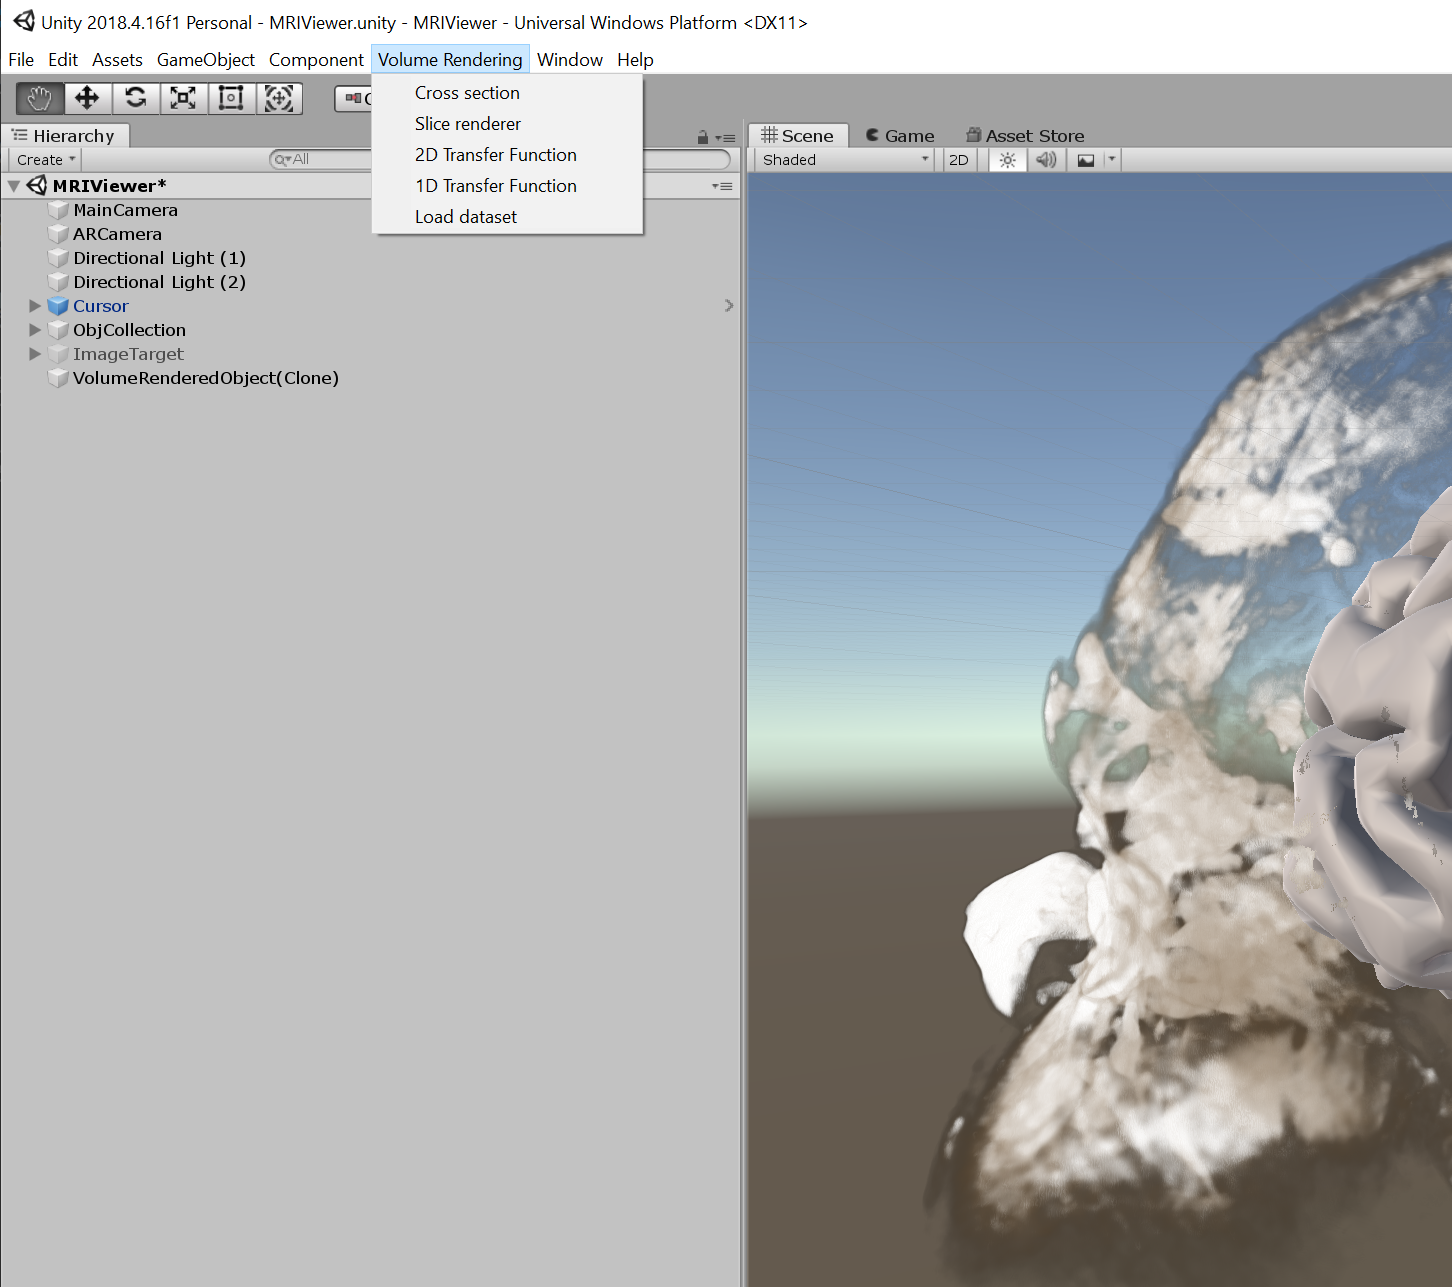 Unity 2018.4.16f1 Personal - MRIViewer.unity - MRIViewer - Universal Windows Platform <DX11>
File Edit Assets GameObject Component Volume Rendering Window Help
Cross section
Slice renderer
2D Transfer Function
1D Transfer Function
Load dataset
Hierarchy
Create
All
MRIViewer*
MainCamera
ARCamera
Directional Light (1)
Directional Light (2)
Cursor
ObjCollection
ImageTarget
VolumeRenderedObject(Clone)
Scene Game Asset Store
Shaded 2D